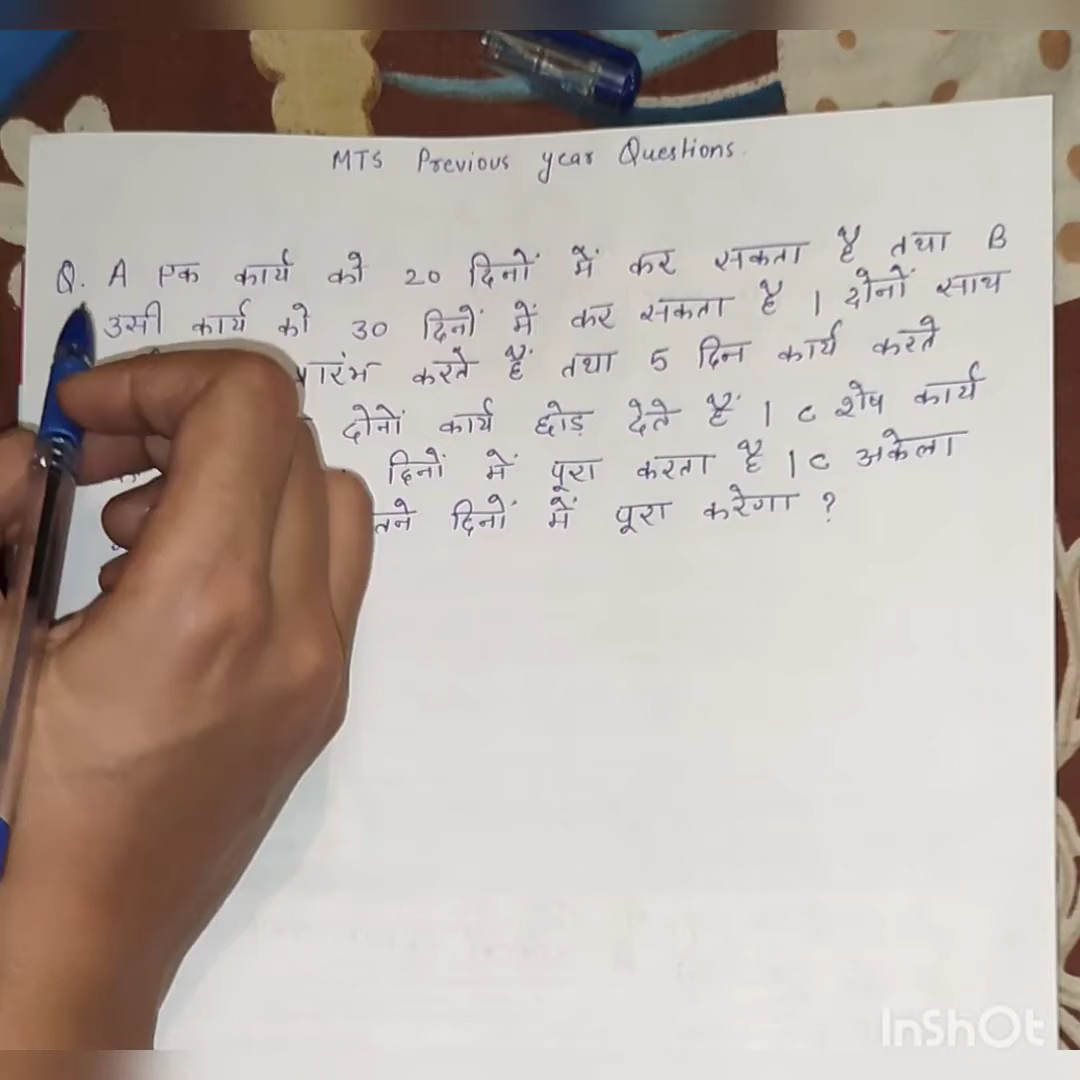 MTS Previous year Questions.
Q. A एक कार्य को 20 दिनों में कर सकता है तथा B
उसी कार्य को 30 दिनों में कर सकता है । दोनों साथ
करते हैं तथा 5 दिन कार्य करते
दोनों कार्य छोड़ देते हैं । C शेष कार्य
दिनों में पूरा करता है । C अकेला
दिनों में पूरा करेगा ?
InShOt